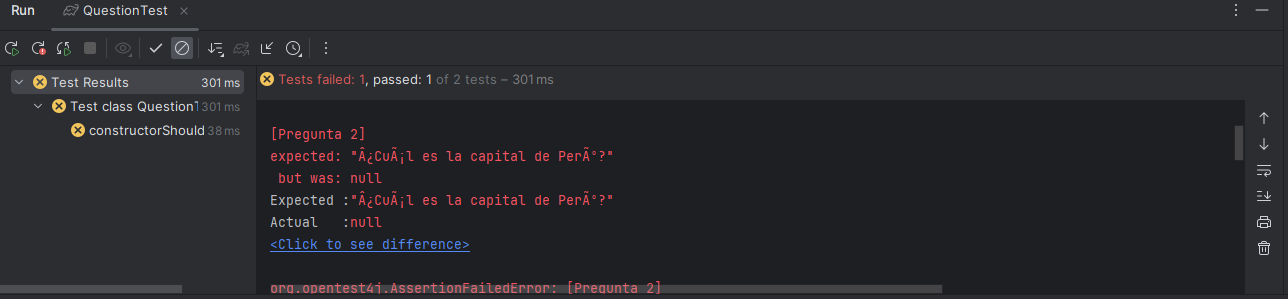 Run QuestionTest
Test Results 301 ms
Tests failed: 1, passed: 1 of 2 tests – 301 ms
Test class QuestionT 301 ms
constructorShould 38 ms
[Pregunta 2]
expected: "Â¿CuÃ¡l es la capital de PerÃº?"
but was: null
Expected :"Â¿CuÃ¡l es la capital de PerÃº?"
Actual :null
<Click to see difference>
org.opentest4j.AssertionFailedError: [Pregunta 2]